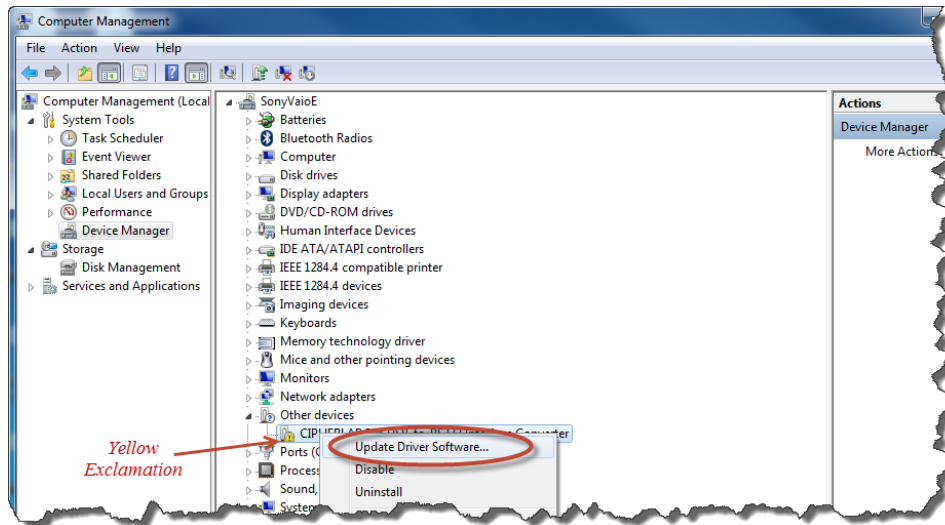 Computer Management
File Action View Help
Computer Management (Local
System Tools
Task Scheduler
Event Viewer
Shared Folders
Local Users and Groups
Performance
Device Manager
Storage
Disk Management
Services and Applications
SonyVaioE
Batteries
Bluetooth Radios
Computer
Disk drives
Display adapters
DVD/CD-ROM drives
Human Interface Devices
IDE ATA/ATAPI controllers
IEEE 1284.4 compatible printer
IEEE 1284.4 devices
Imaging devices
Keyboards
Memory technology driver
Mice and other pointing devices
Monitors
Network adapters
Other devices
Ports (
Process
Sound,
System
Update Driver Software...
Disable
Uninstall
Actions
Device Manager
More Actions
Yellow
Exclamation